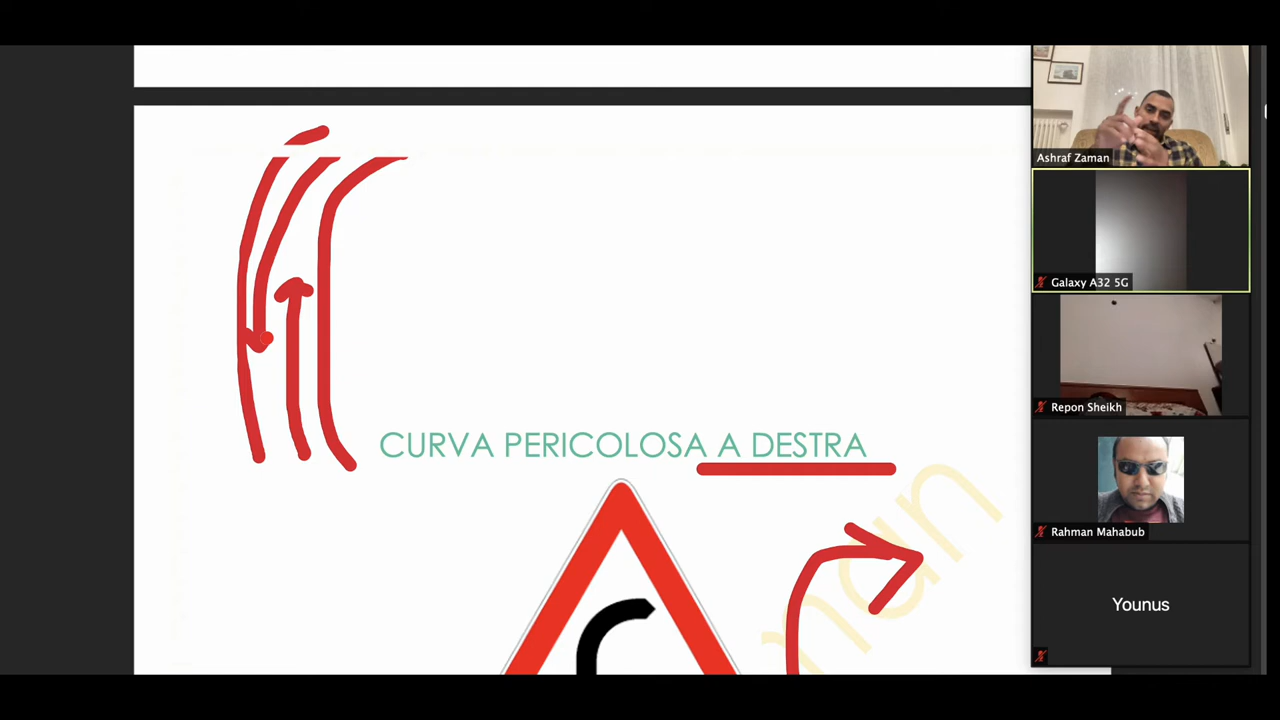 Ashraf Zaman
Galaxy A32 5G
Repon Sheikh
Rahman Mahabub
Younus
CURVA PERICOLOSA A DESTRA